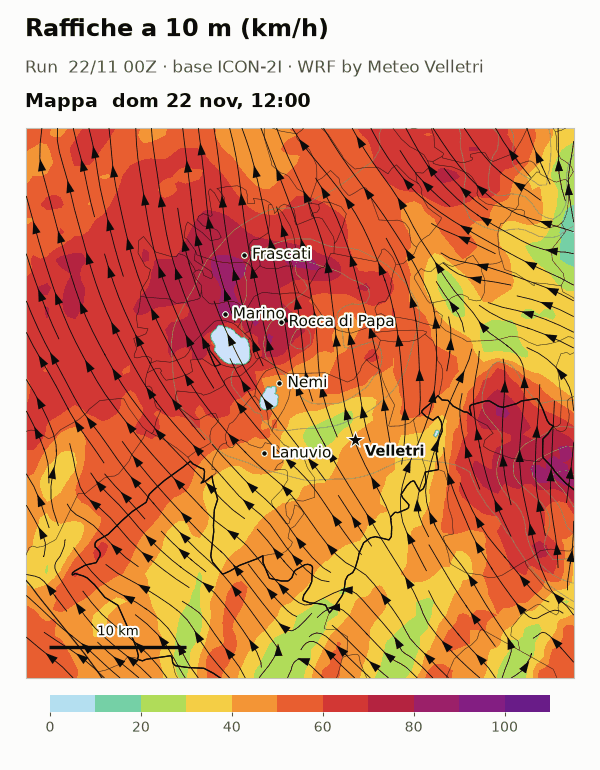 Raffiche a 10 m (km/h)
Run  22/11 00Z · base ICON-2I · WRF by Meteo Velletri
Mappa  dom 22 nov, 12:00
Frascati
Marino
Rocca di Papa
Nemi
Velletri
Lanuvio
10 km
0 20 40 60 80 100